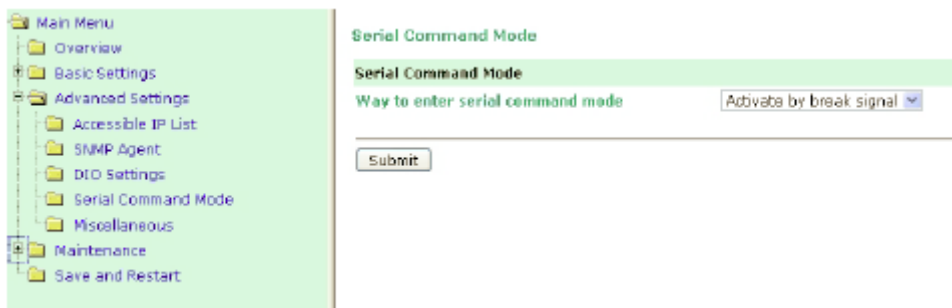 Main Menu
Overview
Basic Settings
Advanced Settings
Accessible IP List
SNMP Agent
DIO Settings
Serial Command Mode
Miscellaneous
Maintenance
Save and Restart
Serial Command Mode
Serial Command Mode
Way to enter serial command mode
Activate by break signal
Submit